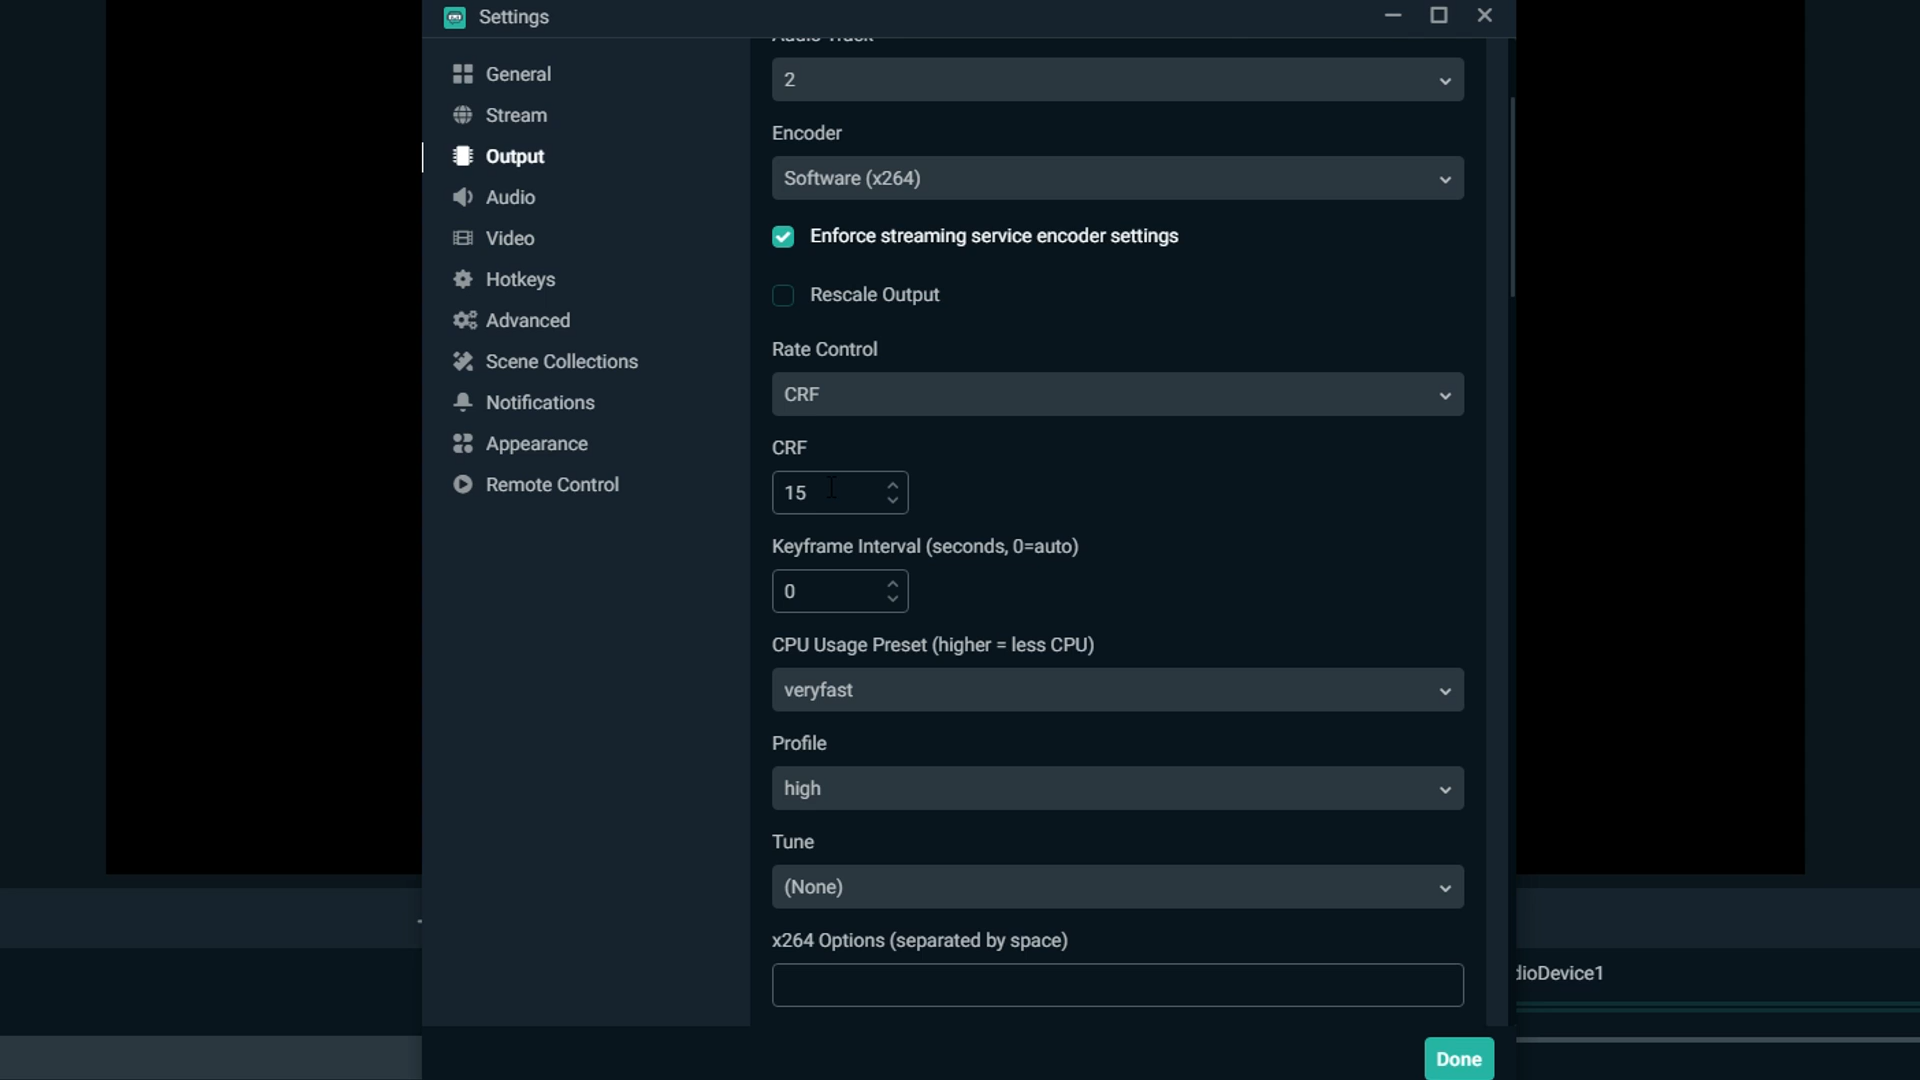 Settings
General
Stream
Output
Audio
Video
Hotkeys
Advanced
Scene Collections
Notifications
Appearance
Remote Control
Audio Track
2
Encoder
Software (x264)
Enforce streaming service encoder settings
Rescale Output
Rate Control
CRF
CRF
15
Keyframe Interval (seconds, 0=auto)
0
CPU Usage Preset (higher = less CPU)
veryfast
Profile
high
Tune
(None)
x264 Options (separated by space)
Done
dioDevice1